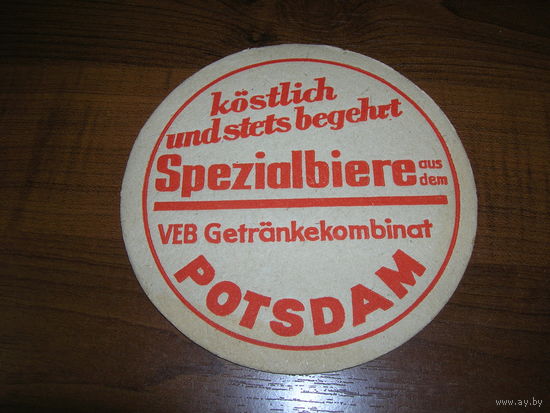 köstlich
und stets begehrt
Spezialbiere aus dem
VEB Getränkekombinat
POTSDAM
www.ay.by